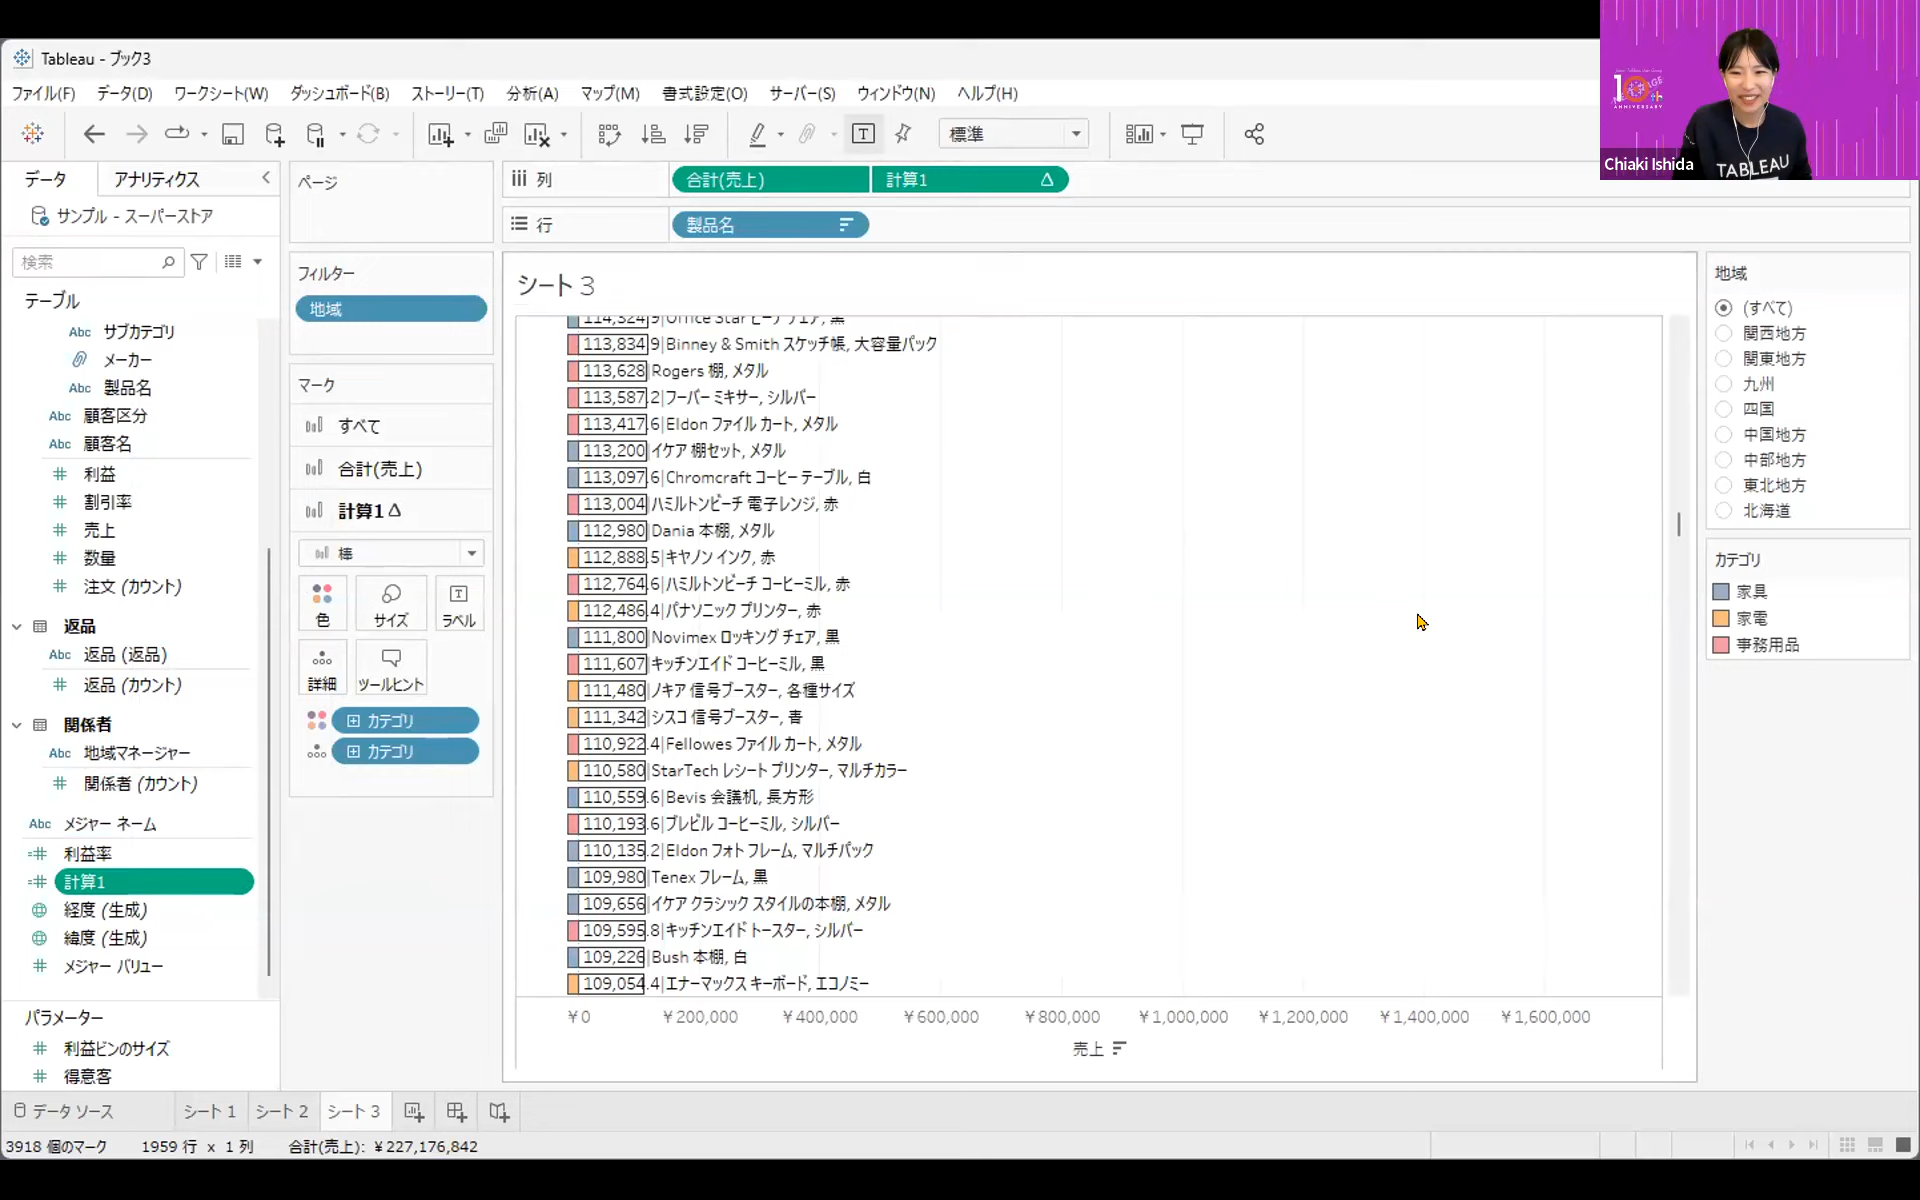 Tableau - ブック3
ファイル(F) データ(D) ワークシート(W) ダッシュボード(B) ストーリー(T) 分析(A) マップ(M) 書式設定(O) サーバー(S) ウィンドウ(N) ヘルプ(H)
標準
10th
ANNIVERSARY
TABLEAU
Chiaki Ishida
データ アナリティクス
サンプル - スーパーストア
検索
テーブル
Abc サブカテゴリ
メーカー
Abc 製品名
Abc 顧客区分
Abc 顧客名
利益
割引率
売上
数量
注文 (カウント)
返品
Abc 返品 (返品)
返品 (カウント)
関係者
Abc 地域マネージャー
関係者 (カウント)
Abc メジャー ネーム
利益率
計算1
経度 (生成)
緯度 (生成)
メジャー バリュー
パラメーター
利益ビンのサイズ
得意客
ページ
フィルター
地域
マーク
すべて
合計(売上)
計算1 Δ
棒
色 サイズ ラベル
詳細 ツールヒント
カテゴリ
カテゴリ
列 合計(売上) 計算1 Δ
行 製品名
シート 3
114,324.9|Office Star ビーチ チェア, 黒
113,834.9|Binney & Smith スケッチ帳, 大容量パック
113,628|Rogers 棚, メタル
113,587.2|フーバー ミキサー, シルバー
113,417.6|Eldon ファイル カート, メタル
113,200|イケア 棚セット, メタル
113,097.6|Chromcraft コーヒー テーブル, 白
113,004|ハミルトンビーチ 電子レンジ, 赤
112,980|Dania 本棚, メタル
112,888.5|キヤノン インク, 赤
112,764.6|ハミルトンビーチ コーヒーミル, 赤
112,486.4|パナソニック プリンター, 赤
111,800|Novimex ロッキング チェア, 黒
111,607|キッチンエイド コーヒーミル, 黒
111,480|ノキア 信号ブースター, 各種サイズ
111,342|シスコ 信号ブースター, 青
110,922.4|Fellowes ファイル カート, メタル
110,580|StarTech レシート プリンター, マルチカラー
110,559.6|Bevis 会議机, 長方形
110,193.6|ブレビル コーヒーミル, シルバー
110,135.2|Eldon フォト フレーム, マルチパック
109,980|Tenex フレーム, 黒
109,656|イケア クラシック スタイルの本棚, メタル
109,595.8|キッチンエイド トースター, シルバー
109,226|Bush 本棚, 白
109,054.4|エナーマックス キーボード, エコノミー
¥0 ¥200,000 ¥400,000 ¥600,000 ¥800,000 ¥1,000,000 ¥1,200,000 ¥1,400,000 ¥1,600,000
売上
地域
(すべて)
関西地方
関東地方
九州
四国
中国地方
中部地方
東北地方
北海道
カテゴリ
家具
家電
事務用品
データ ソース シート 1 シート 2 シート 3
3918 個のマーク 1959 行 x 1 列 合計(売上): ¥227,176,842